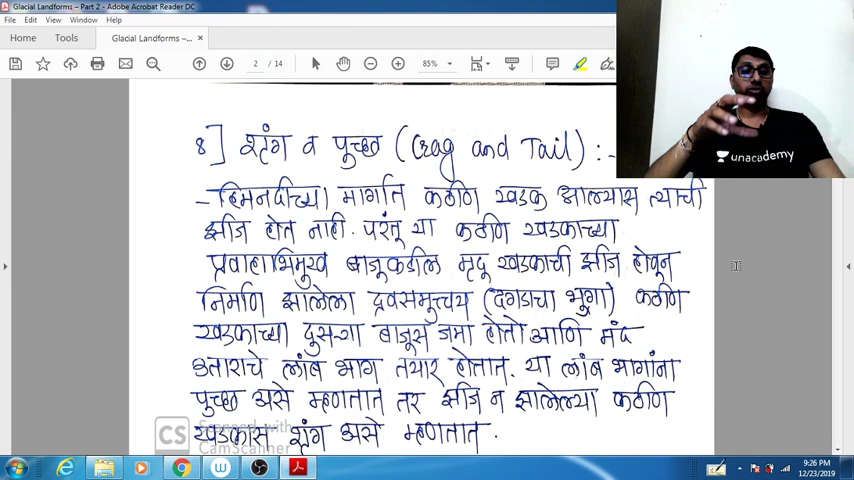 Glacial Landforms – Part 2 - Adobe Acrobat Reader DC
File Edit View Window Help
Home Tools Glacial Landforms –... ×
2 / 14 85%
8] शृंग व पूच्छ (Crag and Tail) :-
- हिमनदीच्या मार्गात कठीण खडक आल्यास त्याची
झीज होत नाही. परंतू या कठीण खडकाच्या
प्रवाहाभिमुख बाजूकडील मृदू खडकाची झीज होवून
निर्माण झालेला द्रवसमुच्चय (दगडाचा भुगा) कठीण
खडकाच्या दुसऱ्या बाजूस जमा होतो आणि मंद
उताराचे लांब भाग तयार होतात. या लांब भागांना
पुच्छ असे म्हणतात तर झीज न झालेल्या कठीण
खडकास शृंग असे म्हणतात.
CS Scanned with
CamScanner
unacademy
9:26 PM
12/23/2019